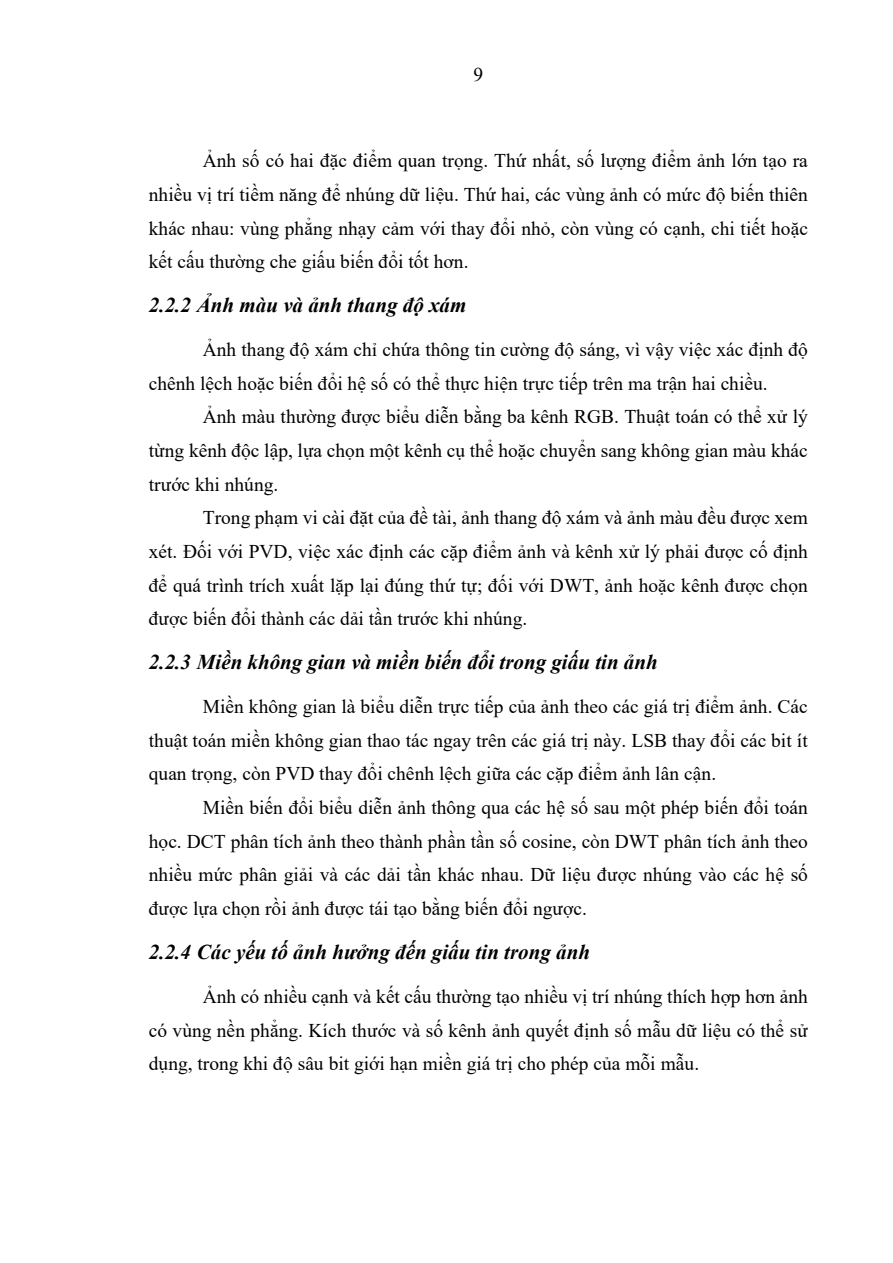 9
Ảnh số có hai đặc điểm quan trọng. Thứ nhất, số lượng điểm ảnh lớn tạo ra
nhiều vị trí tiềm năng để nhúng dữ liệu. Thứ hai, các vùng ảnh có mức độ biến thiên
khác nhau: vùng phẳng nhạy cảm với thay đổi nhỏ, còn vùng có cạnh, chi tiết hoặc
kết cấu thường che giấu biến đổi tốt hơn.
2.2.2 Ảnh màu và ảnh thang độ xám
Ảnh thang độ xám chỉ chứa thông tin cường độ sáng, vì vậy việc xác định độ
chênh lệch hoặc biến đổi hệ số có thể thực hiện trực tiếp trên ma trận hai chiều.
Ảnh màu thường được biểu diễn bằng ba kênh RGB. Thuật toán có thể xử lý
từng kênh độc lập, lựa chọn một kênh cụ thể hoặc chuyển sang không gian màu khác
trước khi nhúng.
Trong phạm vi cài đặt của đề tài, ảnh thang độ xám và ảnh màu đều được xem
xét. Đối với PVD, việc xác định các cặp điểm ảnh và kênh xử lý phải được cố định
để quá trình trích xuất lặp lại đúng thứ tự; đối với DWT, ảnh hoặc kênh được chọn
được biến đổi thành các dải tần trước khi nhúng.
2.2.3 Miền không gian và miền biến đổi trong giấu tin ảnh
Miền không gian là biểu diễn trực tiếp của ảnh theo các giá trị điểm ảnh. Các
thuật toán miền không gian thao tác ngay trên các giá trị này. LSB thay đổi các bit ít
quan trọng, còn PVD thay đổi chênh lệch giữa các cặp điểm ảnh lân cận.
Miền biến đổi biểu diễn ảnh thông qua các hệ số sau một phép biến đổi toán
học. DCT phân tích ảnh theo thành phần tần số cosine, còn DWT phân tích ảnh theo
nhiều mức phân giải và các dải tần khác nhau. Dữ liệu được nhúng vào các hệ số
được lựa chọn rồi ảnh được tái tạo bằng biến đổi ngược.
2.2.4 Các yếu tố ảnh hưởng đến giấu tin trong ảnh
Ảnh có nhiều cạnh và kết cấu thường tạo nhiều vị trí nhúng thích hợp hơn ảnh
có vùng nền phẳng. Kích thước và số kênh ảnh quyết định số mẫu dữ liệu có thể sử
dụng, trong khi độ sâu bit giới hạn miền giá trị cho phép của mỗi mẫu.